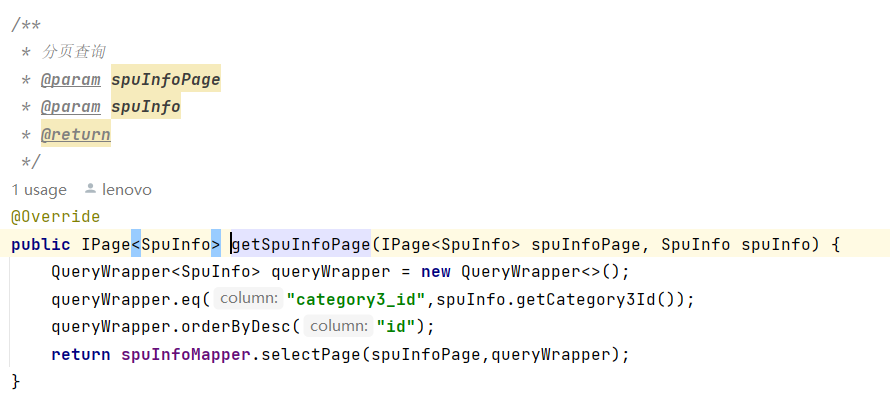 /**
 * 分页查询
 * @param spuInfoPage
 * @param spuInfo
 * @return
 */
1 usage lenovo
@Override
public IPage<SpuInfo> getSpuInfoPage(IPage<SpuInfo> spuInfoPage, SpuInfo spuInfo) {
    QueryWrapper<SpuInfo> queryWrapper = new QueryWrapper<>();
    queryWrapper.eq( column: "category3_id",spuInfo.getCategory3Id());
    queryWrapper.orderByDesc( column: "id");
    return spuInfoMapper.selectPage(spuInfoPage,queryWrapper);
}